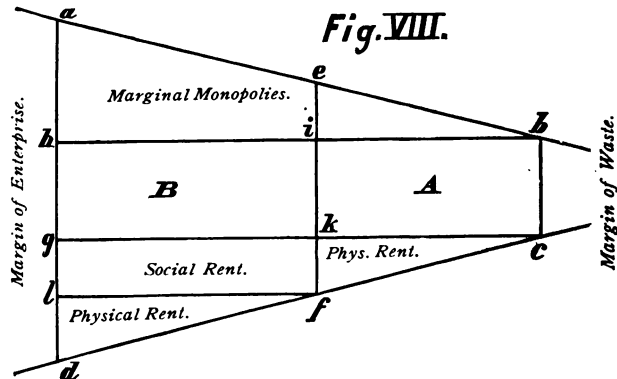 Fig. VIII.
a
e
Marginal Monopolies.
h
i
b
Margin of Enterprise.
Margin of Waste.
B
A
g
k
c
Social Rent.
Phys. Rent.
l
f
Physical Rent.
d